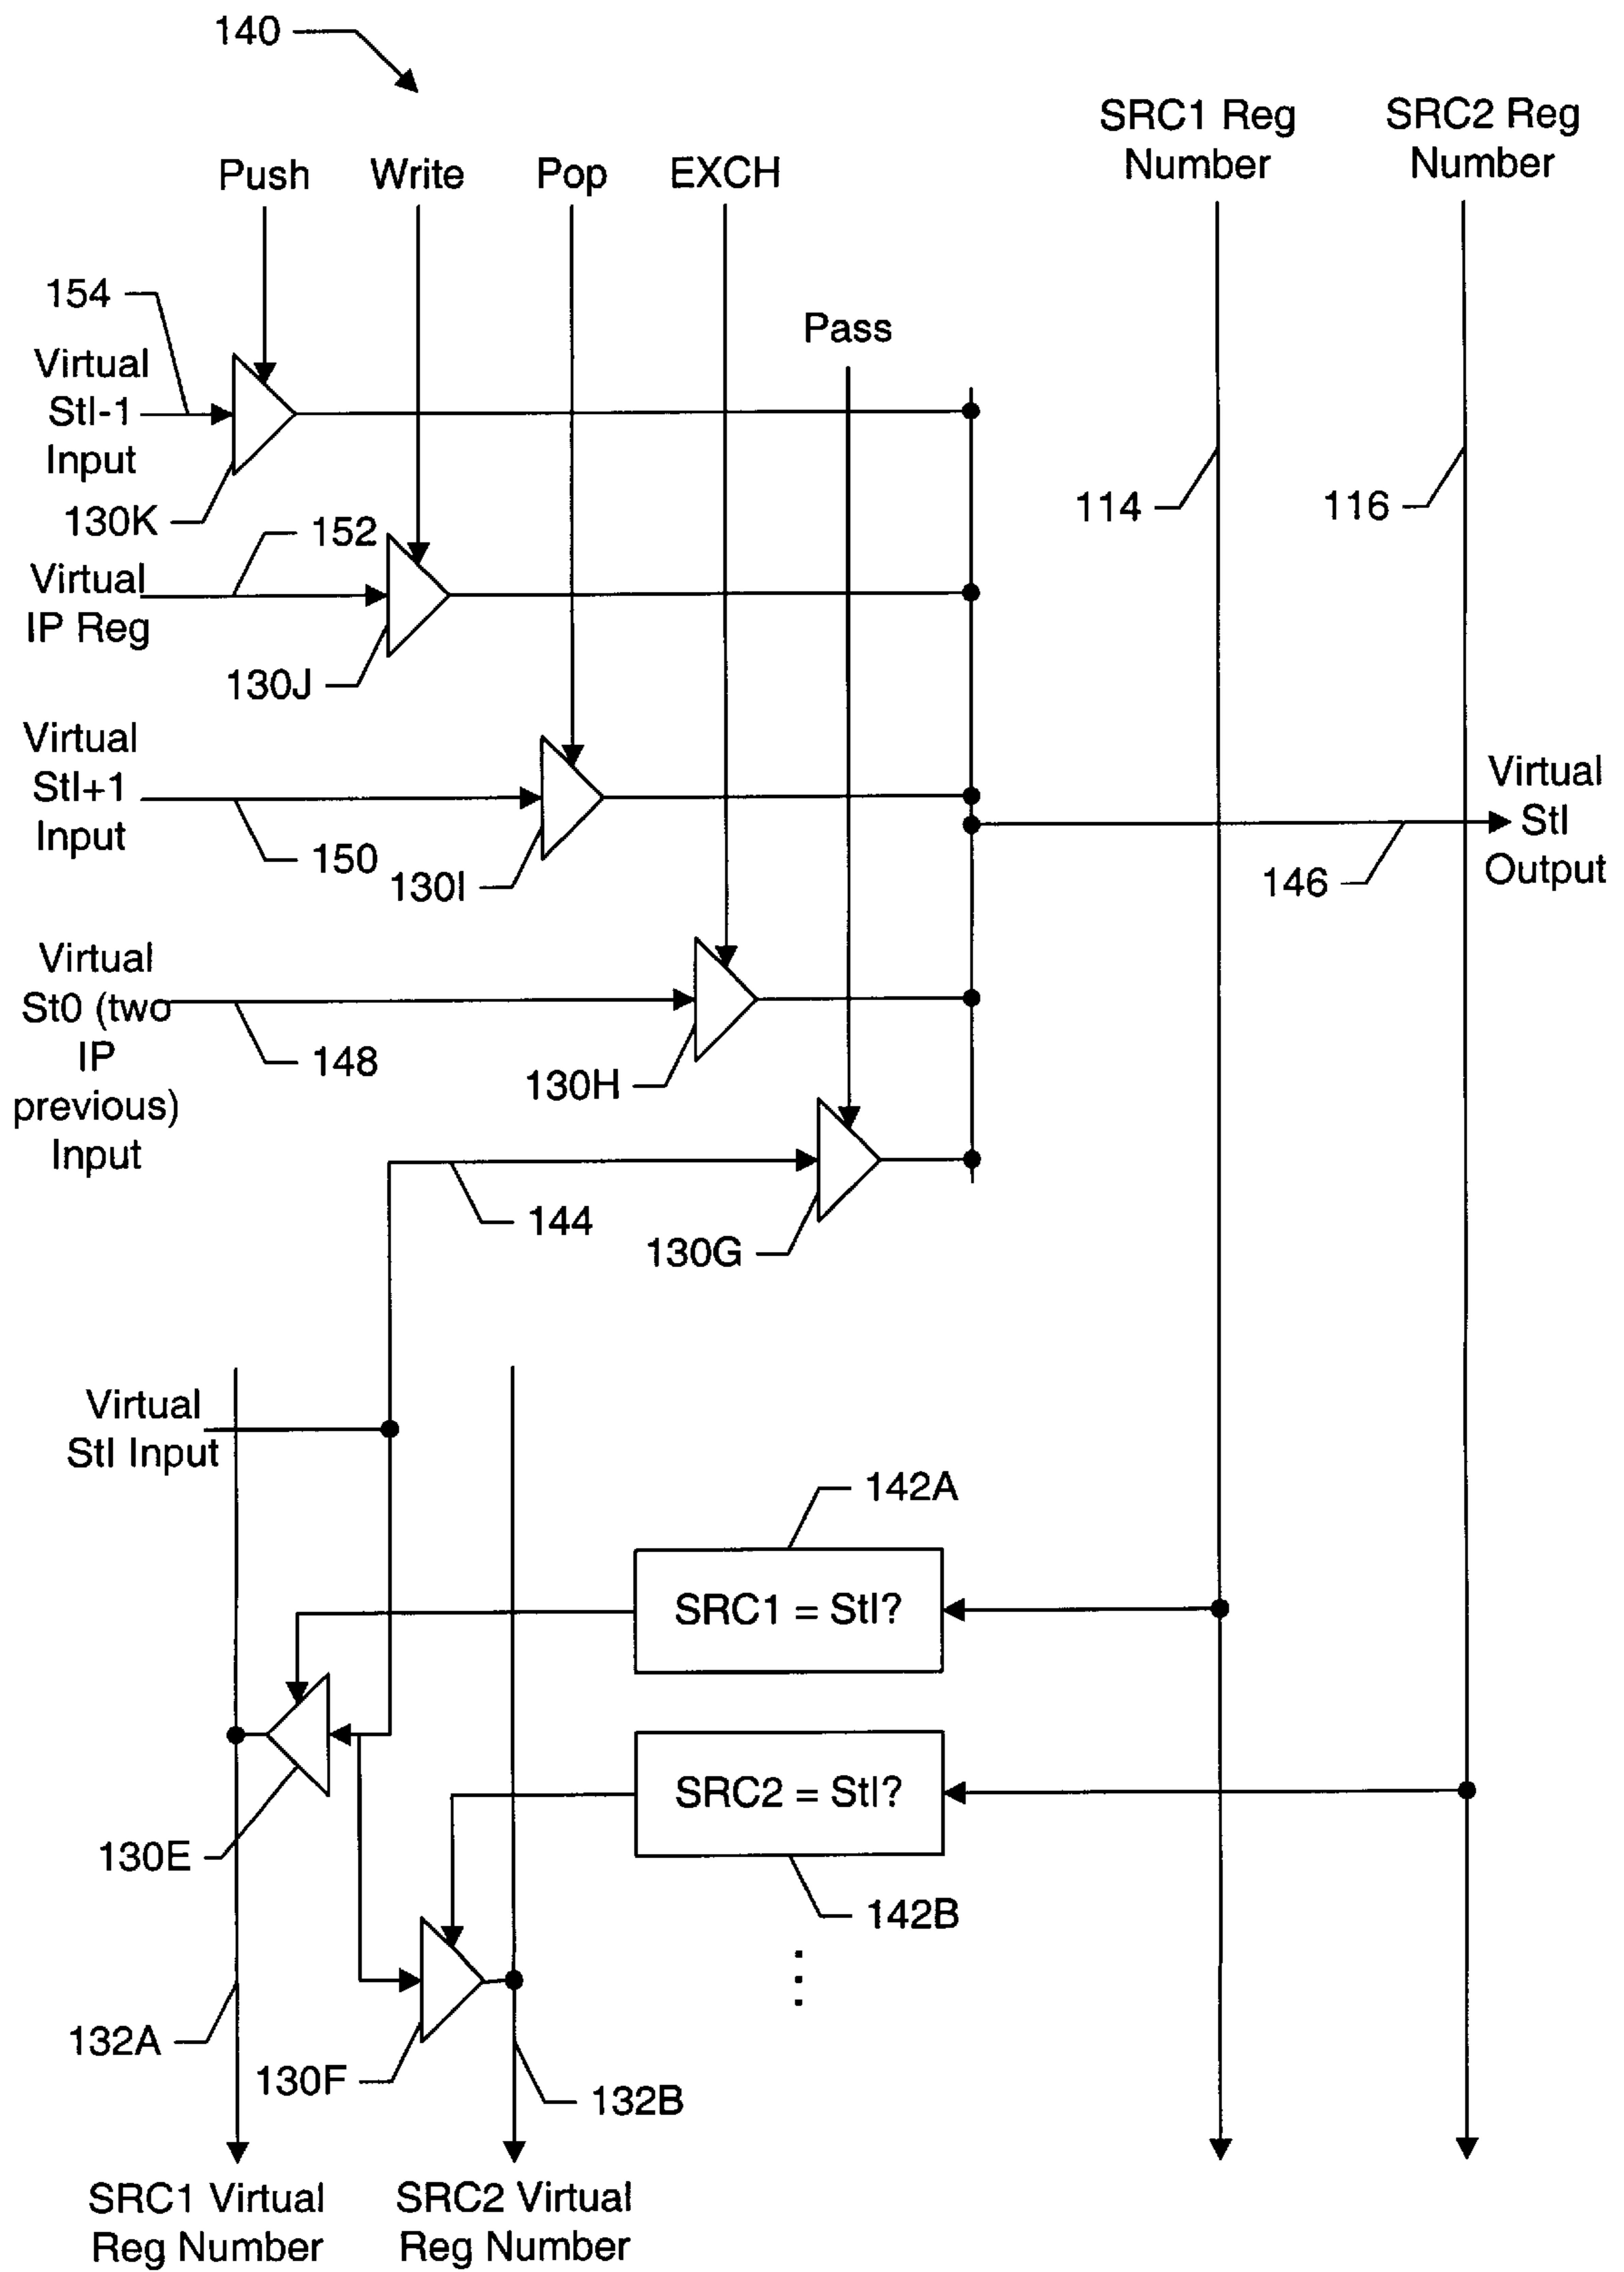 140
SRC1 Reg
Number
SRC2 Reg
Number
Push
Write
Pop
EXCH
154
Pass
Virtual
StI-1
Input
130K
114
116
152
Virtual
IP Reg
130J
Virtual
StI+1
Input
150
130I
Virtual
StI
Output
146
Virtual
St0 (two
IP
previous)
Input
148
130H
144
130G
Virtual
StI Input
142A
SRC1 = StI?
SRC2 = StI?
130E
142B
132A
130F
132B
SRC1 Virtual
Reg Number
SRC2 Virtual
Reg Number